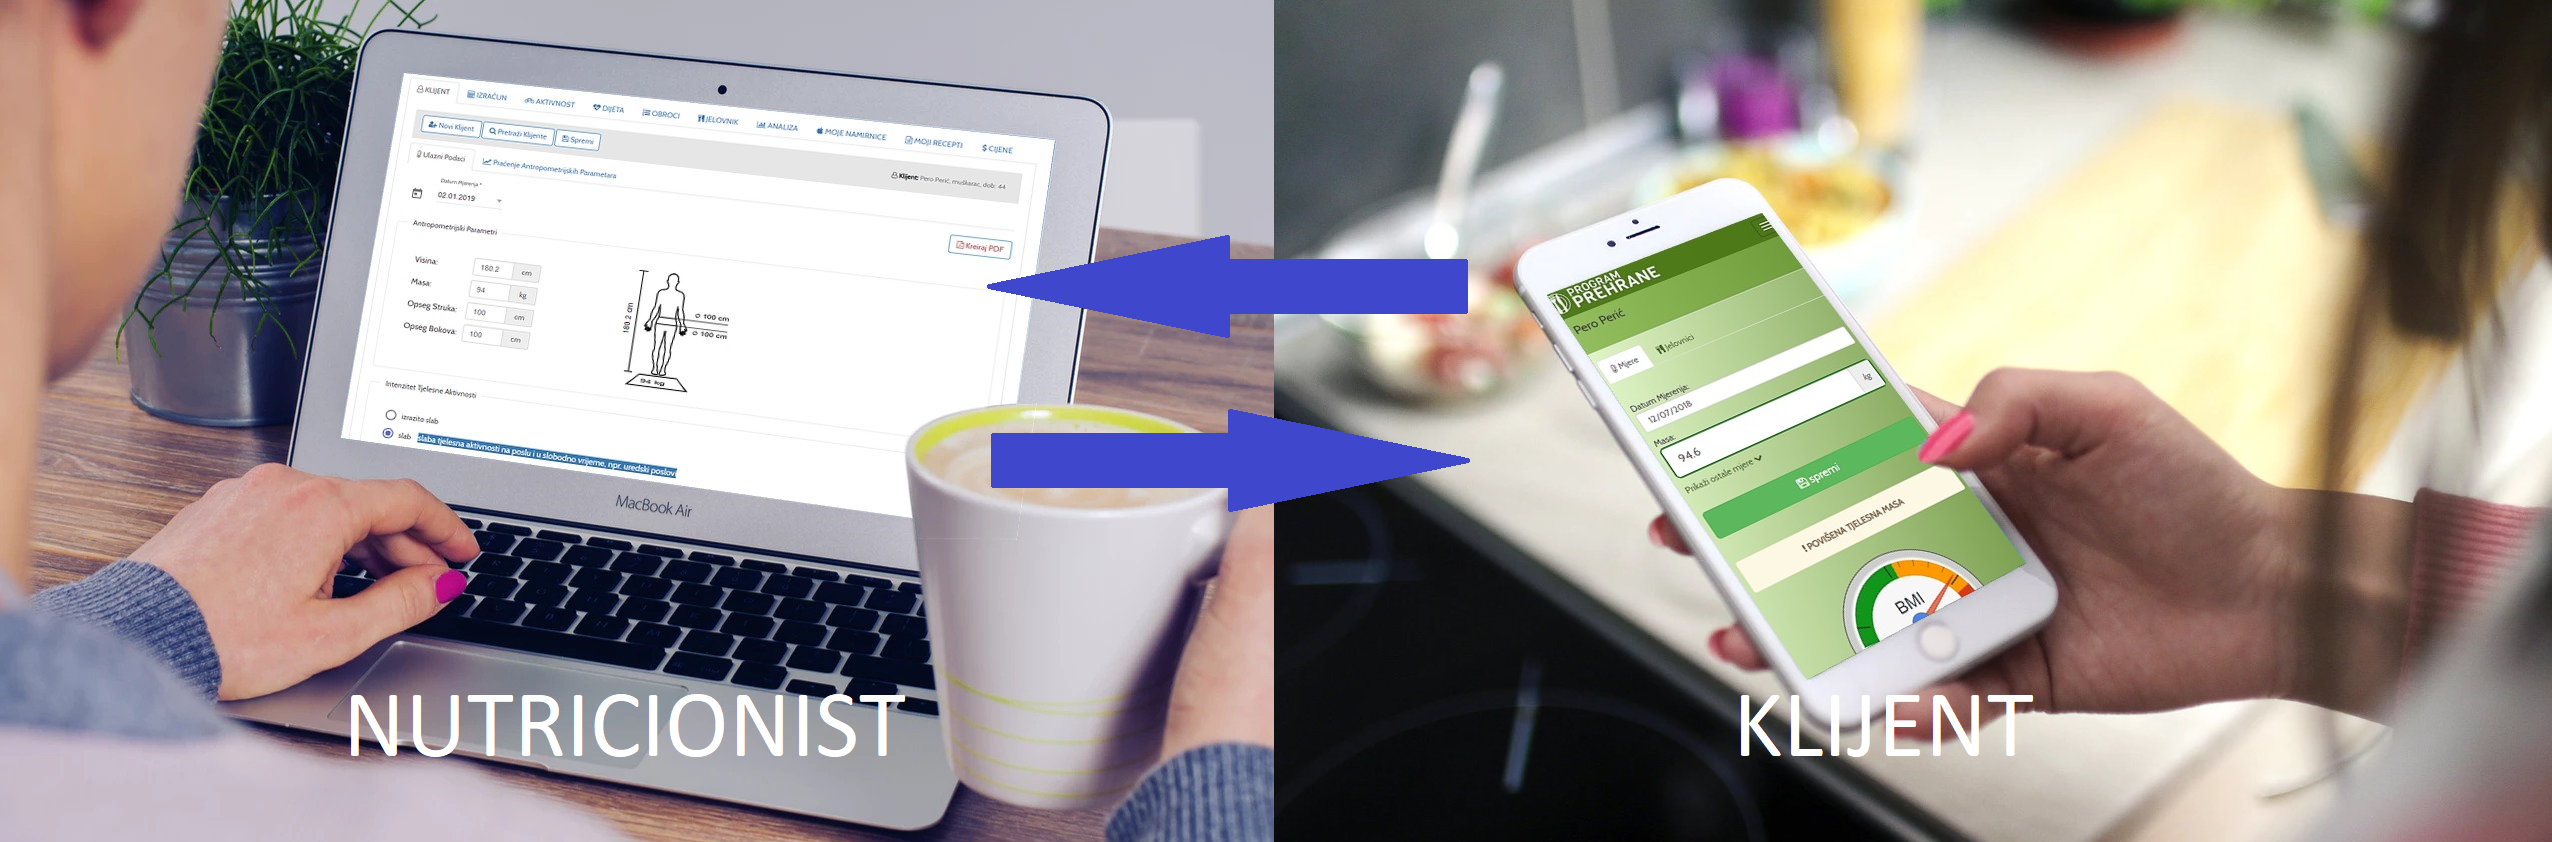 KLIJENT
IZRAČUN
AKTIVNOST
DIJETA
OBROCI
JELOVNIK
ANALIZA
MOJE NAMIRNICE
MOJI RECEPTI
$ CIJENE
Novi Klijent
Pretraži Klijente
Spremi
Klijent: Pero Perić, muškarac, dob: 44
Ulazni Podaci
Praćenje Antropometrijskih Parametara
Datum Mjerenja *
02.01.2019
Kreiraj PDF
Antropometrijski Parametri
Visina: 180.2 cm
Masa: 94 kg
Opseg Struka: 100 cm
Opseg Bokova: 100 cm
180.2 cm
∅ 100 cm
∅ 100 cm
94 kg
Intenzitet Tjelesne Aktivnosti
izrazito slab
slab slaba tjelesna aktivnosti na poslu i u slobodno vrijeme, npr. uredski poslovi
MacBook Air
NUTRICIONIST
PROGRAM
PREHRANE
Pero Perić
Mjere
Jelovnici
Datum Mjerenja:
12/07/2018
Masa:
94.6 kg
Prikaži ostale mjere
spremi
! POVIŠENA TJELESNA MASA
BMI
KLIJENT